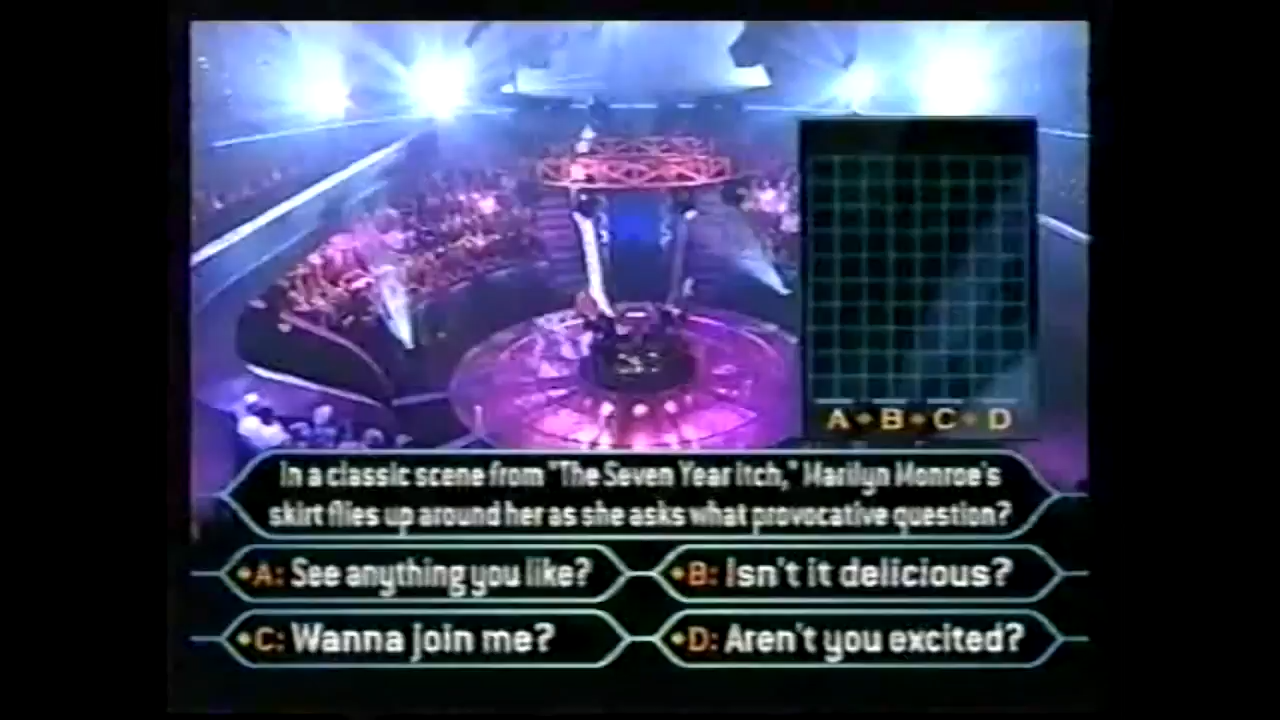 A B C D
In a classic scene from "The Seven Year Itch," Marilyn Monroe's
skirt flies up around her as she asks what provocative question?
A: See anything you like?
B: Isn't it delicious?
C: Wanna join me?
D: Aren't you excited?